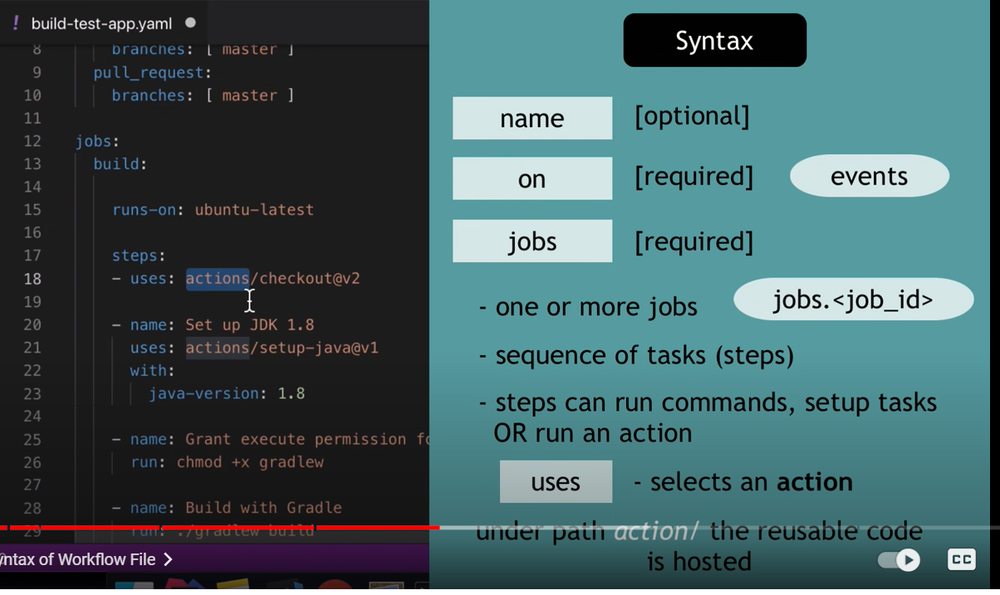 ! build-test-app.yaml
8 branches: [ master ]
9 pull_request:
10 branches: [ master ]
11
12 jobs:
13 build:
14
15 runs-on: ubuntu-latest
16
17 steps:
18 - uses: actions/checkout@v2
19
20 - name: Set up JDK 1.8
21 uses: actions/setup-java@v1
22 with:
23 java-version: 1.8
24
25 - name: Grant execute permission fo
26 run: chmod +x gradlew
27
28 - name: Build with Gradle
29 run: ./gradlew build
ntax of Workflow File
Syntax
name [optional]
on [required] events
jobs [required]
- one or more jobs jobs.<job_id>
- sequence of tasks (steps)
- steps can run commands, setup tasks
OR run an action
uses - selects an action
under path action/ the reusable code
is hosted
CC